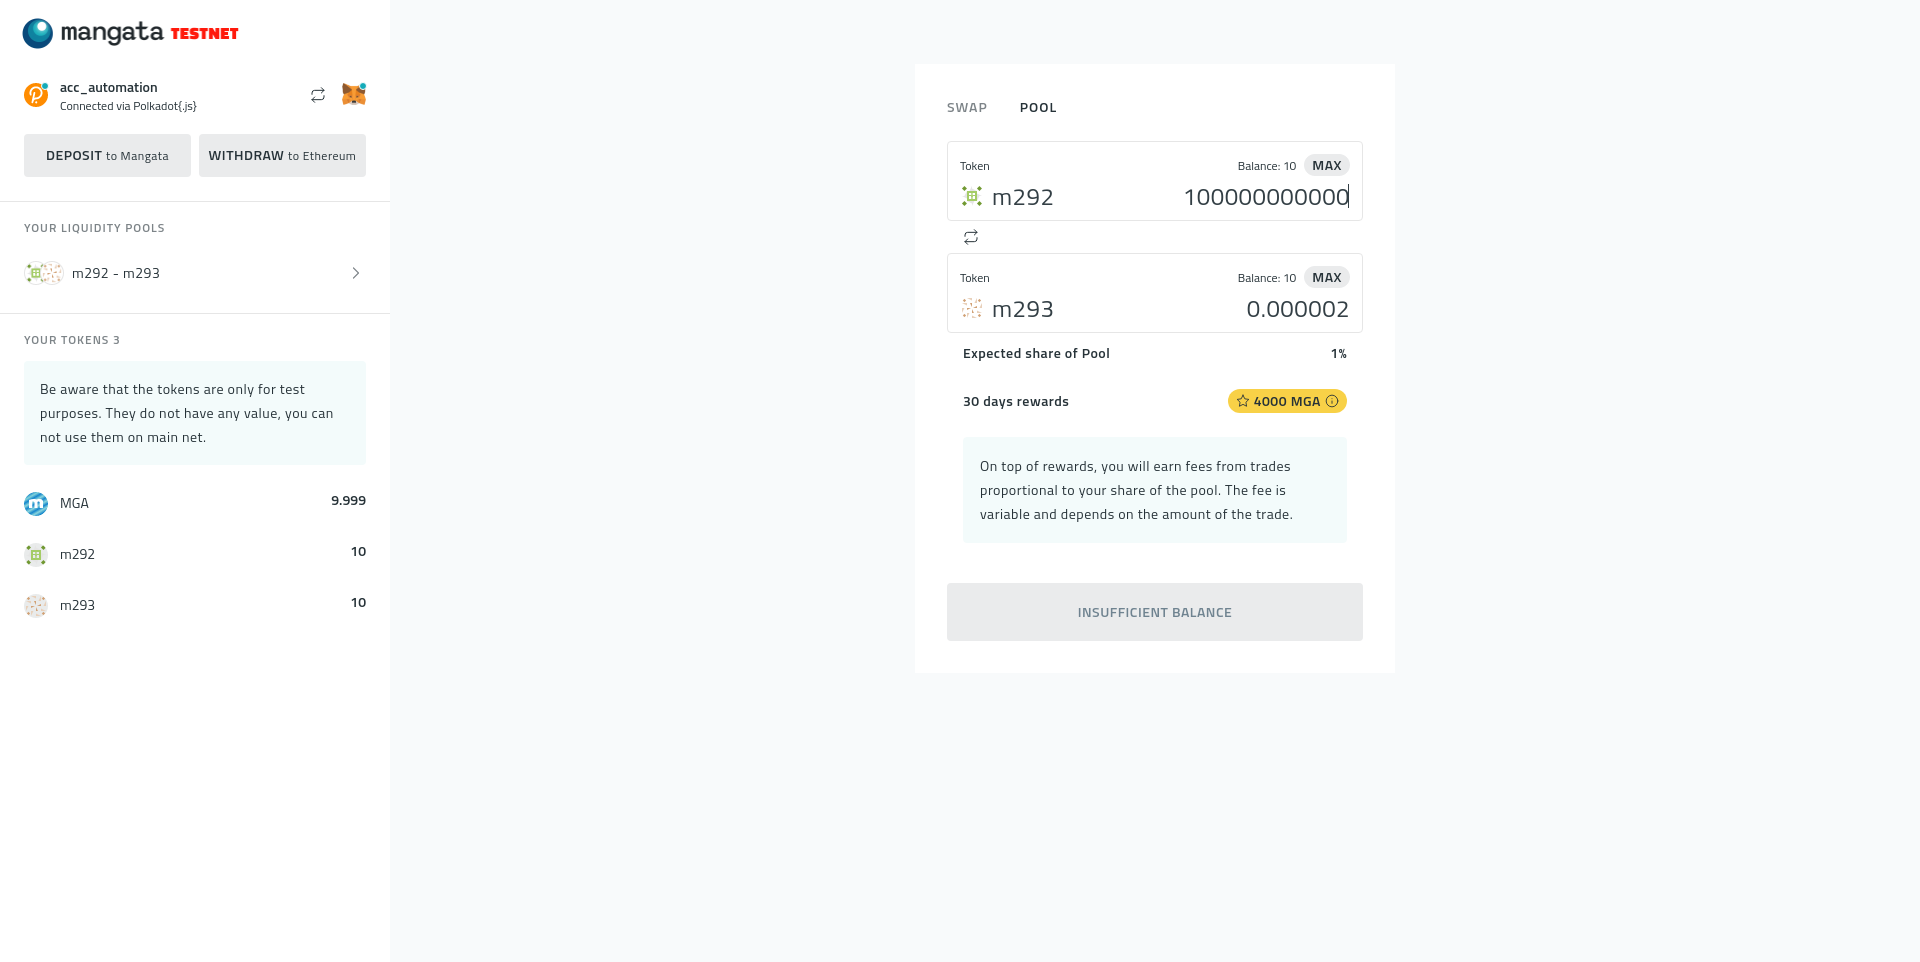 mangata TESTNET
acc_automation
Connected via Polkadot{.js}
DEPOSIT to Mangata
WITHDRAW to Ethereum
YOUR LIQUIDITY POOLS
m292 - m293
YOUR TOKENS 3
Be aware that the tokens are only for test
purposes. They do not have any value, you can
not use them on main net.
MGA 9.999
m292 10
m293 10
SWAP POOL
Token Balance: 10 MAX
m292 100000000000
Token Balance: 10 MAX
m293 0.000002
Expected share of Pool 1%
30 days rewards 4000 MGA
On top of rewards, you will earn fees from trades
proportional to your share of the pool. The fee is
variable and depends on the amount of the trade.
INSUFFICIENT BALANCE